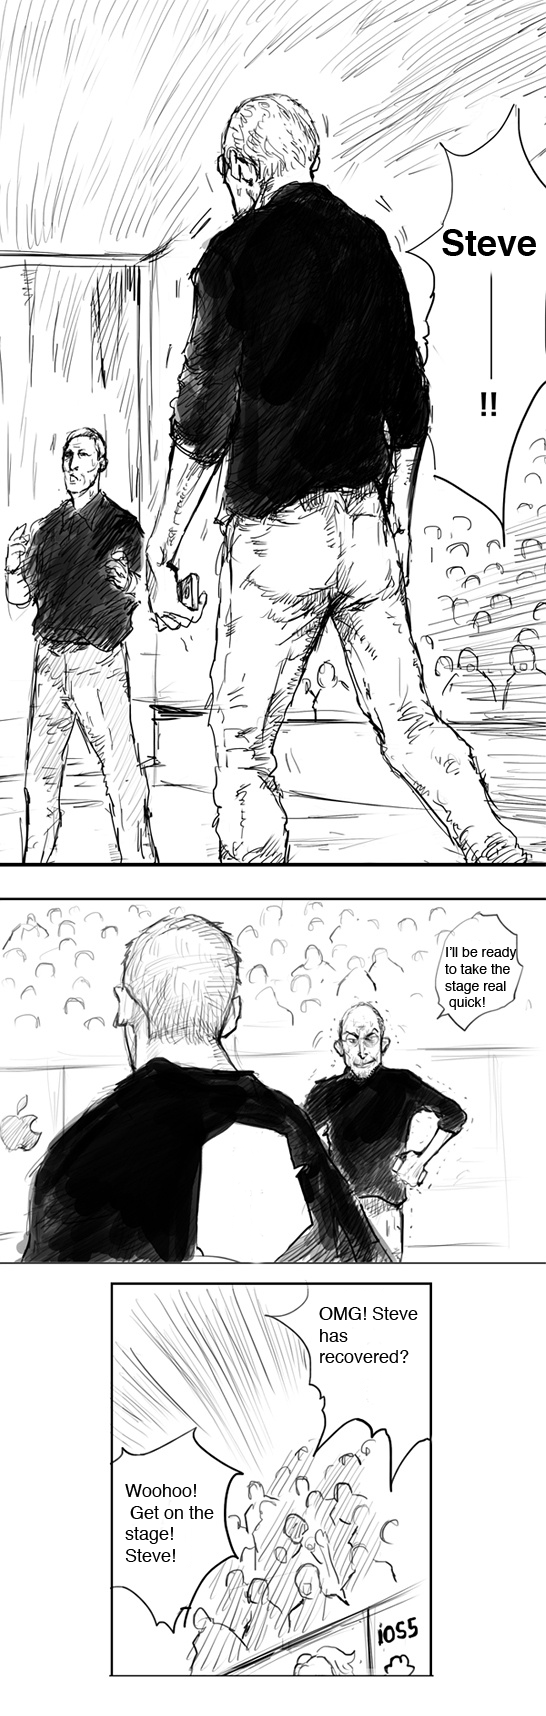 Steve
!!
I'll be ready
to take the
stage real
quick!
OMG! Steve
has
recovered?
Woohoo!
Get on the
stage!
Steve!
iOS5